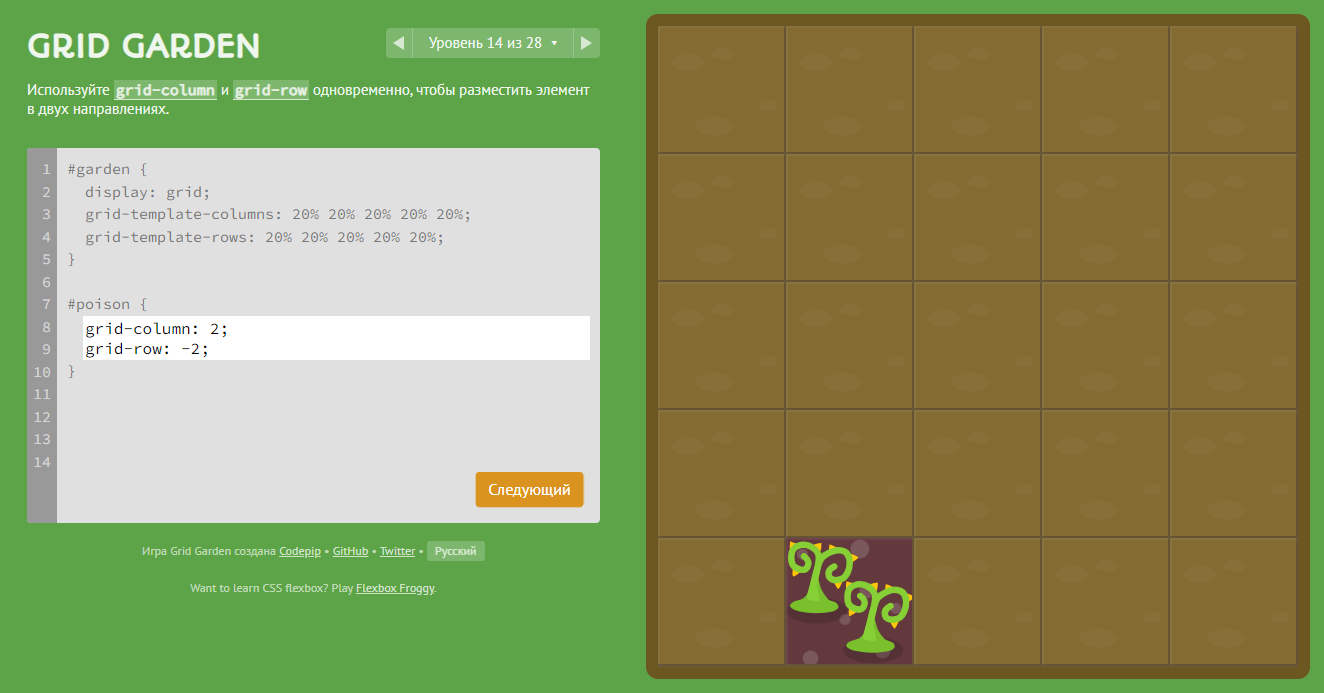 GRID GARDEN
◀ Уровень 14 из 28 ▾ ▶
Используйте grid-column и grid-row одновременно, чтобы разместить элемент
в двух направлениях.
1 #garden {
2 display: grid;
3 grid-template-columns: 20% 20% 20% 20% 20%;
4 grid-template-rows: 20% 20% 20% 20% 20%;
5 }
6
7 #poison {
8 grid-column: 2;
9 grid-row: -2;
10 }
11
12
13
14
Следующий
Игра Grid Garden создана Codepip • GitHub • Twitter • Русский
Want to learn CSS flexbox? Play Flexbox Froggy.